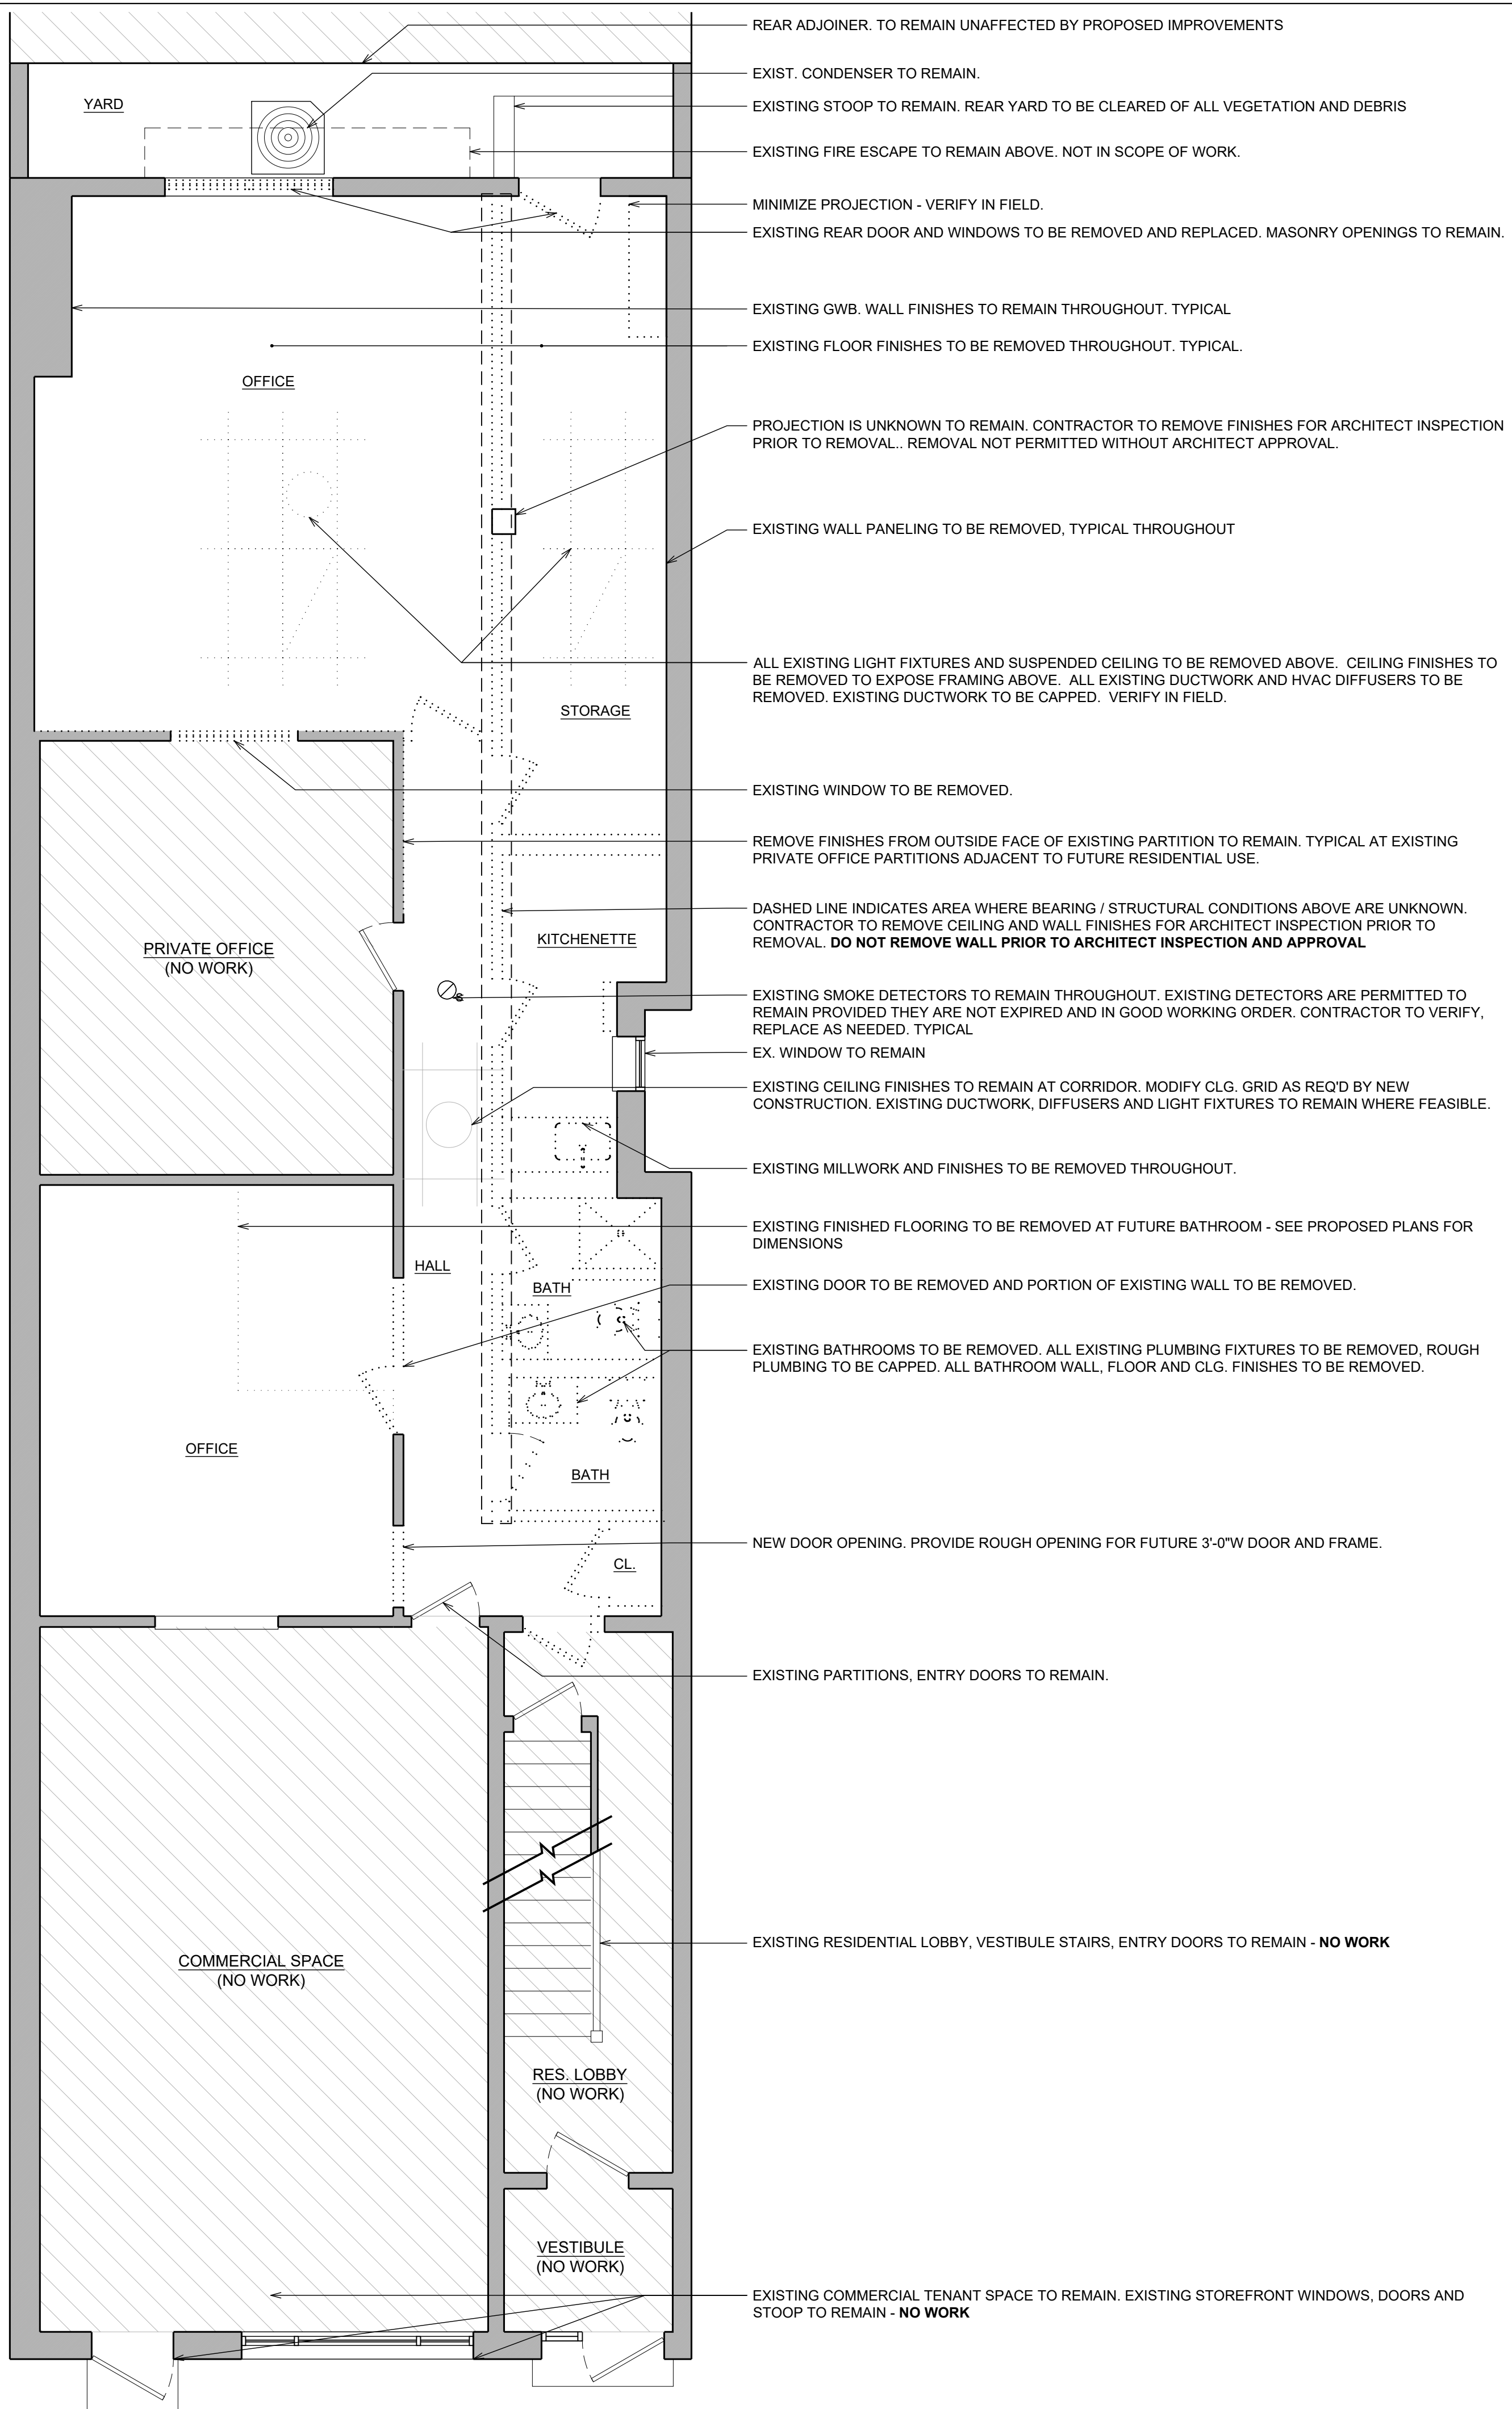 REAR ADJOINER. TO REMAIN UNAFFECTED BY PROPOSED IMPROVEMENTS
EXIST. CONDENSER TO REMAIN.
YARD
EXISTING STOOP TO REMAIN. REAR YARD TO BE CLEARED OF ALL VEGETATION AND DEBRIS
EXISTING FIRE ESCAPE TO REMAIN ABOVE. NOT IN SCOPE OF WORK.
MINIMIZE PROJECTION - VERIFY IN FIELD.
EXISTING REAR DOOR AND WINDOWS TO BE REMOVED AND REPLACED. MASONRY OPENINGS TO REMAIN.
EXISTING GWB. WALL FINISHES TO REMAIN THROUGHOUT. TYPICAL
EXISTING FLOOR FINISHES TO BE REMOVED THROUGHOUT. TYPICAL.
OFFICE
PROJECTION IS UNKNOWN TO REMAIN. CONTRACTOR TO REMOVE FINISHES FOR ARCHITECT INSPECTION
PRIOR TO REMOVAL.. REMOVAL NOT PERMITTED WITHOUT ARCHITECT APPROVAL.
EXISTING WALL PANELING TO BE REMOVED, TYPICAL THROUGHOUT
ALL EXISTING LIGHT FIXTURES AND SUSPENDED CEILING TO BE REMOVED ABOVE. CEILING FINISHES TO
BE REMOVED TO EXPOSE FRAMING ABOVE. ALL EXISTING DUCTWORK AND HVAC DIFFUSERS TO BE
REMOVED. EXISTING DUCTWORK TO BE CAPPED. VERIFY IN FIELD.
STORAGE
EXISTING WINDOW TO BE REMOVED.
REMOVE FINISHES FROM OUTSIDE FACE OF EXISTING PARTITION TO REMAIN. TYPICAL AT EXISTING
PRIVATE OFFICE PARTITIONS ADJACENT TO FUTURE RESIDENTIAL USE.
DASHED LINE INDICATES AREA WHERE BEARING / STRUCTURAL CONDITIONS ABOVE ARE UNKNOWN.
CONTRACTOR TO REMOVE CEILING AND WALL FINISHES FOR ARCHITECT INSPECTION PRIOR TO
REMOVAL. DO NOT REMOVE WALL PRIOR TO ARCHITECT INSPECTION AND APPROVAL
KITCHENETTE
PRIVATE OFFICE
(NO WORK)
S
EXISTING SMOKE DETECTORS TO REMAIN THROUGHOUT. EXISTING DETECTORS ARE PERMITTED TO
REMAIN PROVIDED THEY ARE NOT EXPIRED AND IN GOOD WORKING ORDER. CONTRACTOR TO VERIFY,
REPLACE AS NEEDED. TYPICAL
EX. WINDOW TO REMAIN
EXISTING CEILING FINISHES TO REMAIN AT CORRIDOR. MODIFY CLG. GRID AS REQ'D BY NEW
CONSTRUCTION. EXISTING DUCTWORK, DIFFUSERS AND LIGHT FIXTURES TO REMAIN WHERE FEASIBLE.
EXISTING MILLWORK AND FINISHES TO BE REMOVED THROUGHOUT.
EXISTING FINISHED FLOORING TO BE REMOVED AT FUTURE BATHROOM - SEE PROPOSED PLANS FOR
DIMENSIONS
HALL
BATH
EXISTING DOOR TO BE REMOVED AND PORTION OF EXISTING WALL TO BE REMOVED.
EXISTING BATHROOMS TO BE REMOVED. ALL EXISTING PLUMBING FIXTURES TO BE REMOVED, ROUGH
PLUMBING TO BE CAPPED. ALL BATHROOM WALL, FLOOR AND CLG. FINISHES TO BE REMOVED.
OFFICE
BATH
NEW DOOR OPENING. PROVIDE ROUGH OPENING FOR FUTURE 3'-0"W DOOR AND FRAME.
CL.
EXISTING PARTITIONS, ENTRY DOORS TO REMAIN.
EXISTING RESIDENTIAL LOBBY, VESTIBULE STAIRS, ENTRY DOORS TO REMAIN - NO WORK
COMMERCIAL SPACE
(NO WORK)
RES. LOBBY
(NO WORK)
VESTIBULE
(NO WORK)
EXISTING COMMERCIAL TENANT SPACE TO REMAIN. EXISTING STOREFRONT WINDOWS, DOORS AND
STOOP TO REMAIN - NO WORK